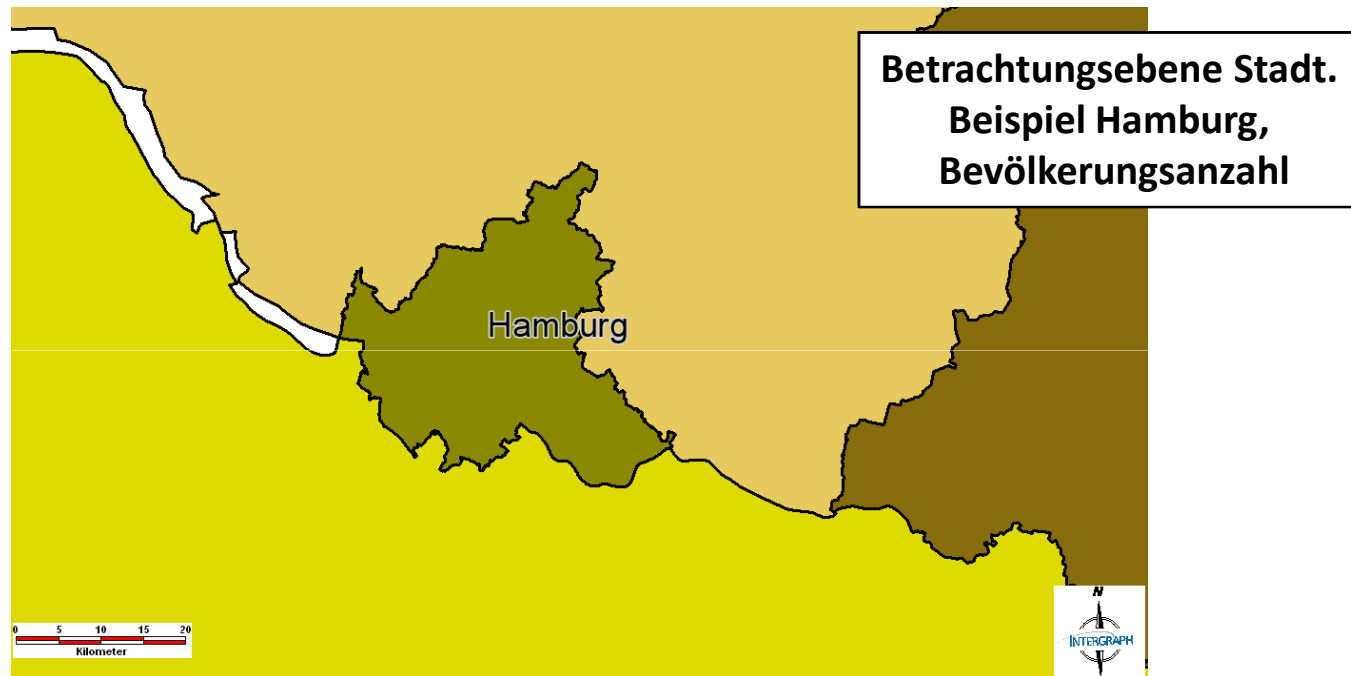 Betrachtungsebene Stadt.
Beispiel Hamburg,
Bevölkerungsanzahl
Hamburg
0 5 10 15 20
Kilometer
N
INTERGRAPH